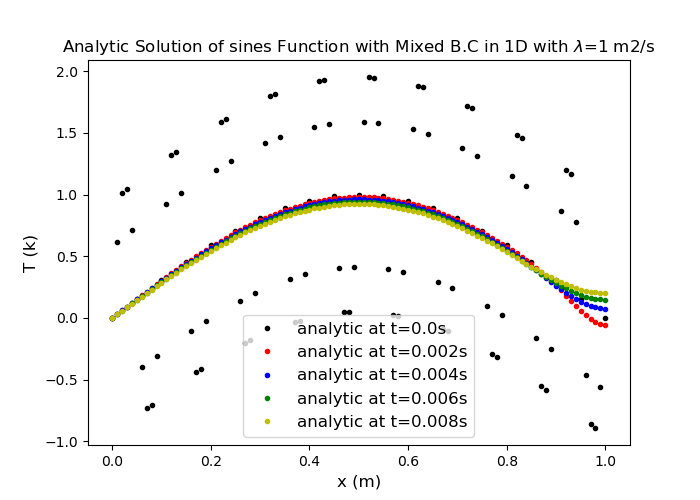 Analytic Solution of sines Function with Mixed B.C in 1D with λ=1 m2/s
T (k)
2.0
1.5
1.0
0.5
0.0
−0.5
−1.0
analytic at t=0.0s
analytic at t=0.002s
analytic at t=0.004s
analytic at t=0.006s
analytic at t=0.008s
0.0 0.2 0.4 0.6 0.8 1.0
x (m)